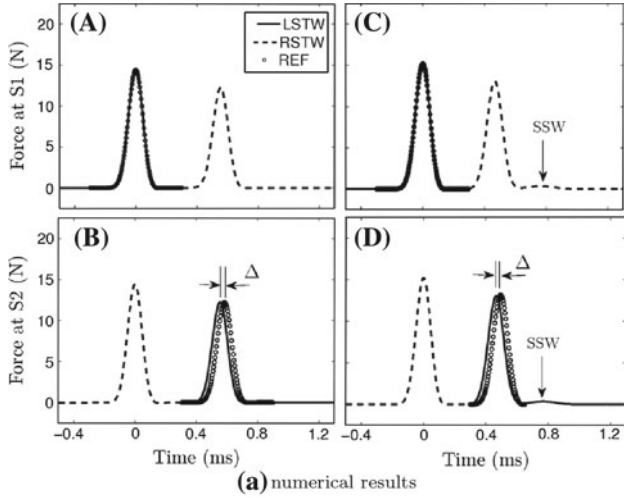 (A)
LSTW
RSTW
REF
Force at S1 (N)
20
15
10
5
0
(C)
SSW
(B)
Δ
Force at S2 (N)
20
15
10
5
0
−0.4 0 0.4 0.8 1.2
Time (ms)
(D)
Δ
SSW
−0.4 0 0.4 0.8 1.2
Time (ms)
(a) numerical results